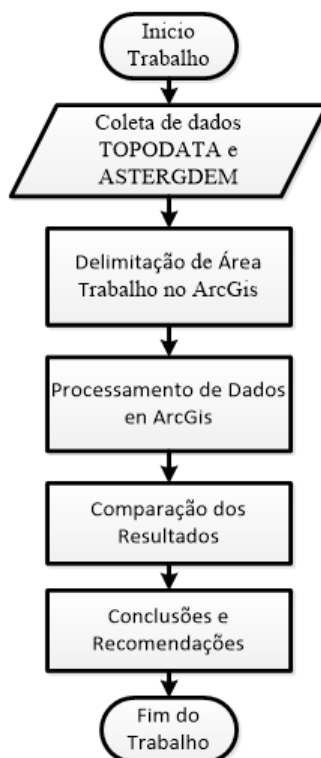 Inicio
Trabalho
Coleta de dados
TOPODATA e
ASTERGDEM
Delimitação de Área
Trabalho no ArcGis
Processamento de Dados
en ArcGis
Comparação dos
Resultados
Conclusões e
Recomendações
Fim do
Trabalho